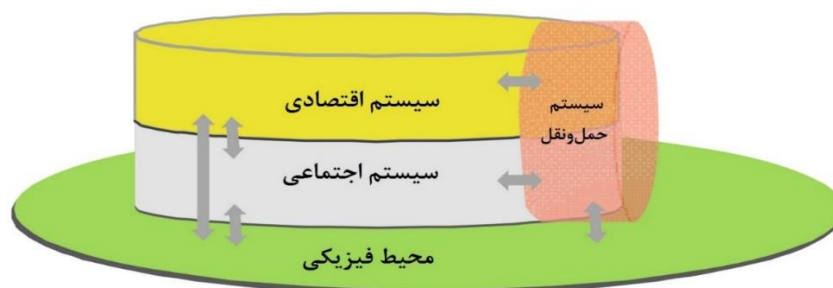 سیستم اقتصادی
سیستم
حمل‌ونقل
سیستم اجتماعی
محیط فیزیکی